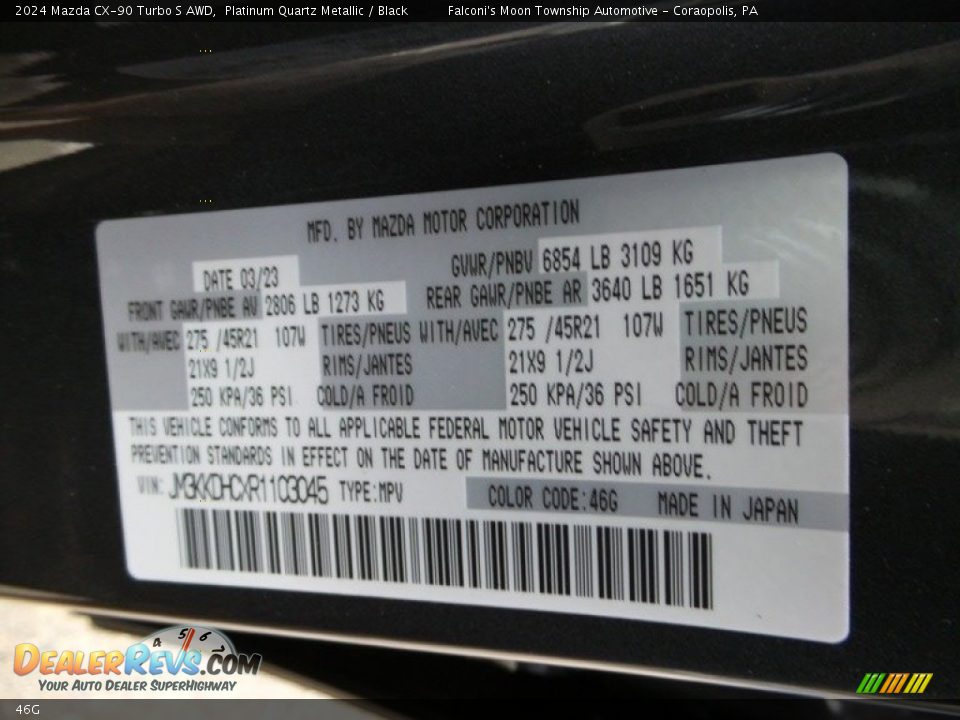 2024 Mazda CX-90 Turbo S AWD, Platinum Quartz Metallic / Black Falconi's Moon Township Automotive - Coraopolis, PA
MFD. BY MAZDA MOTOR CORPORATION
DATE 03/23 GVWR/PNBV 6854 LB 3109 KG
FRONT GAWR/PNBE AV 2806 LB 1273 KG REAR GAWR/PNBE AR 3640 LB 1651 KG
WITH/AVEC 275 /45R21 107W TIRES/PNEUS WITH/AVEC 275 /45R21 107W TIRES/PNEUS
21X9 1/2J RIMS/JANTES 21X9 1/2J RIMS/JANTES
250 KPA/36 PSI COLD/A FROID 250 KPA/36 PSI COLD/A FROID
THIS VEHICLE CONFORMS TO ALL APPLICABLE FEDERAL MOTOR VEHICLE SAFETY AND THEFT
PREVENTION STANDARDS IN EFFECT ON THE DATE OF MANUFACTURE SHOWN ABOVE.
VIN: JM3KKDHCXR1103045 TYPE:MPV COLOR CODE:46G MADE IN JAPAN
4 5 6
DEALERREVS.COM
YOUR AUTO DEALER SUPERHIGHWAY
46G